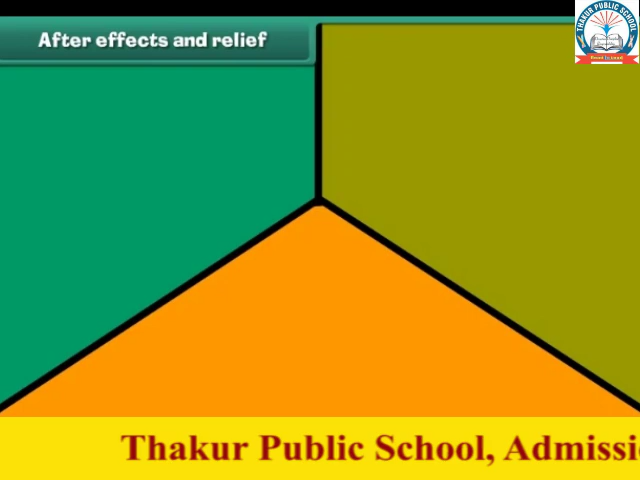 After effects and relief
THAKUR PUBLIC SCHOOL
Thakur Public School, Admissi